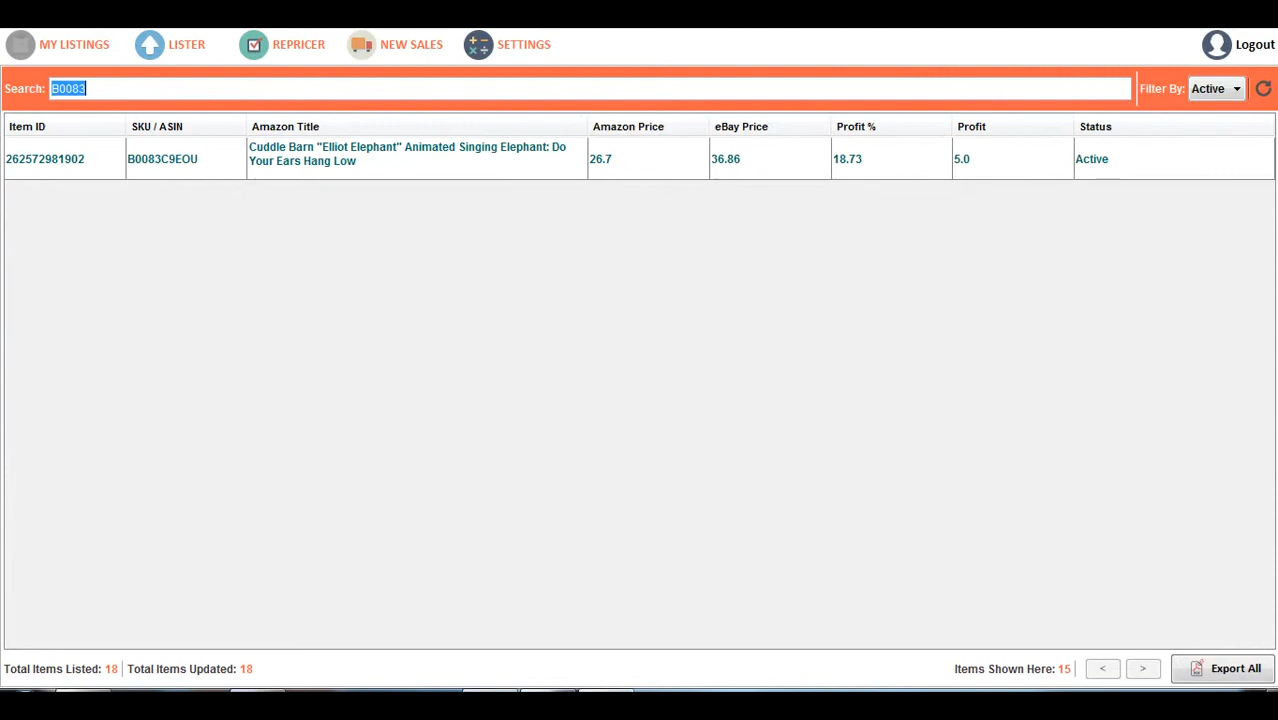 MY LISTINGS LISTER REPRICER NEW SALES SETTINGS Logout
Search: B0083 Filter By: Active
Item ID SKU / ASIN Amazon Title Amazon Price eBay Price Profit % Profit Status
262572981902 B0083C9EOU Cuddle Barn "Elliot Elephant" Animated Singing Elephant: Do 26.7 36.86 18.73 5.0 Active
Your Ears Hang Low
Total Items Listed: 18 Total Items Updated: 18 Items Shown Here: 15 < > Export All